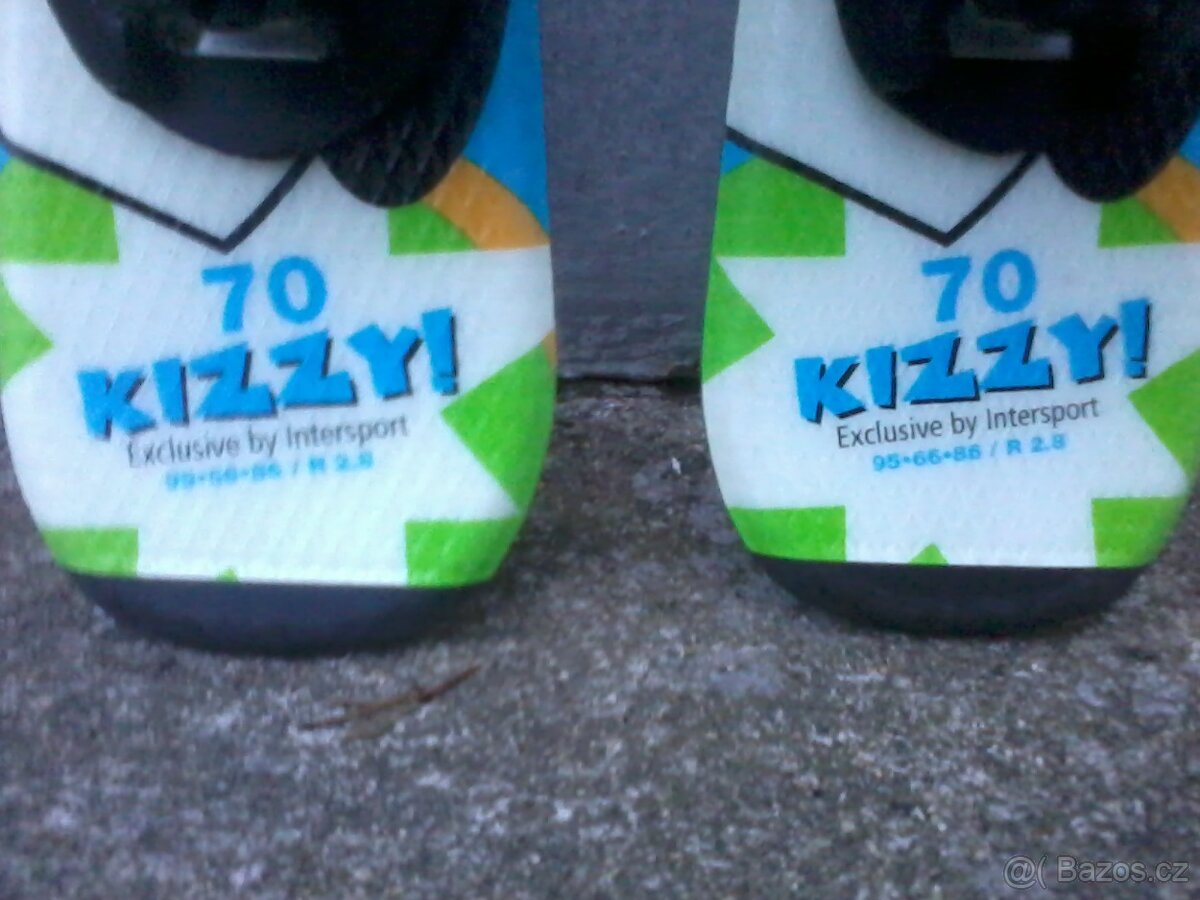 70
KIZZY!
Exclusive by Intersport
95•66•86 / R 2.8
70
KIZZY!
Exclusive by Intersport
95•66•86 / R 2.8
@( Bazos.cz